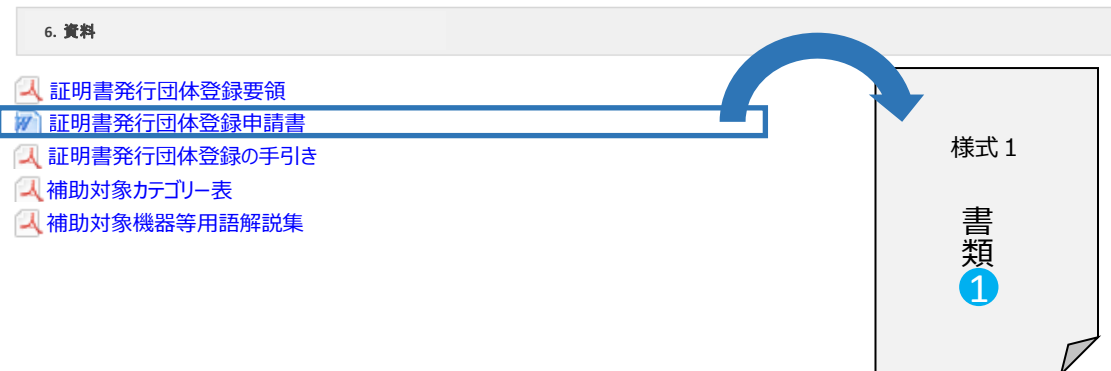 6. 資料
証明書発行団体登録要領
証明書発行団体登録申請書
証明書発行団体登録の手引き
補助対象カテゴリー表
補助対象機器等用語解説集
様式１
書類
1